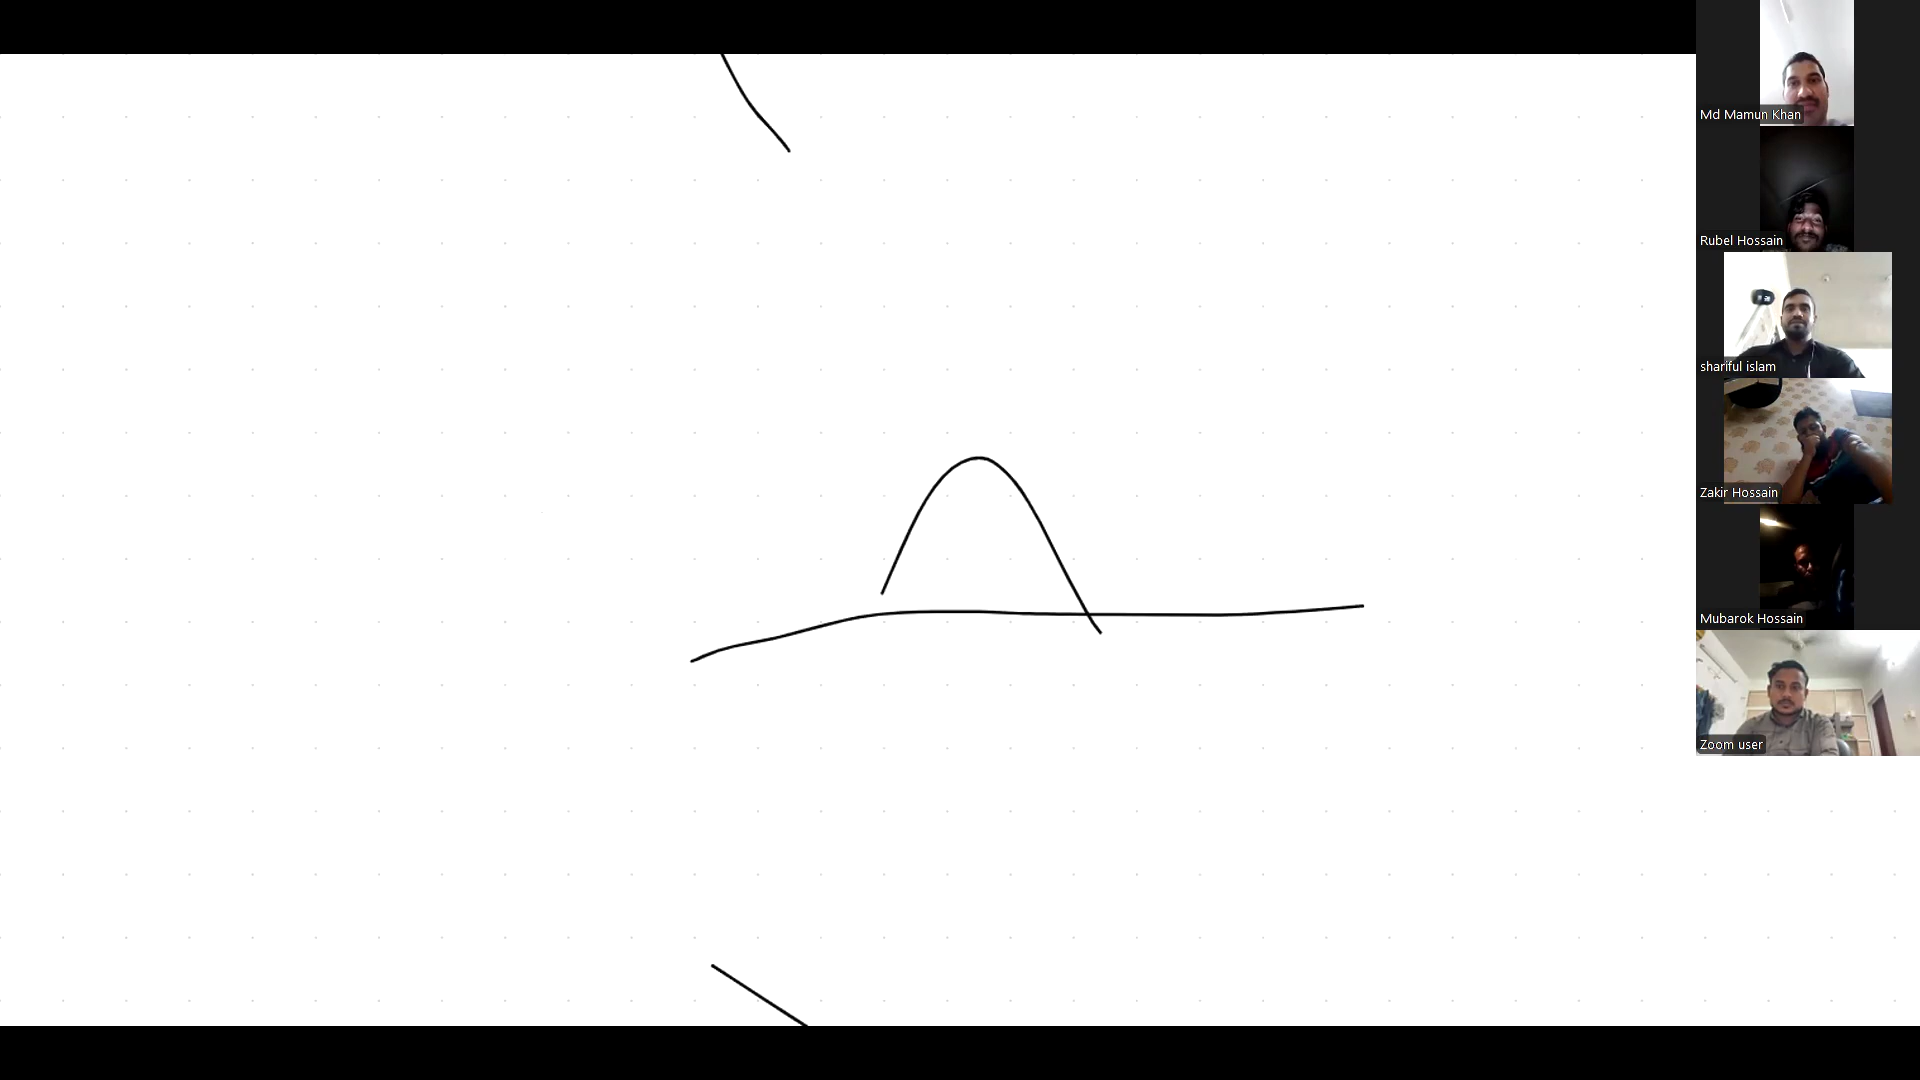 Md Mamun Khan
Rubel Hossain
shariful islam
Zakir Hossain
Mubarok Hossain
Zoom user